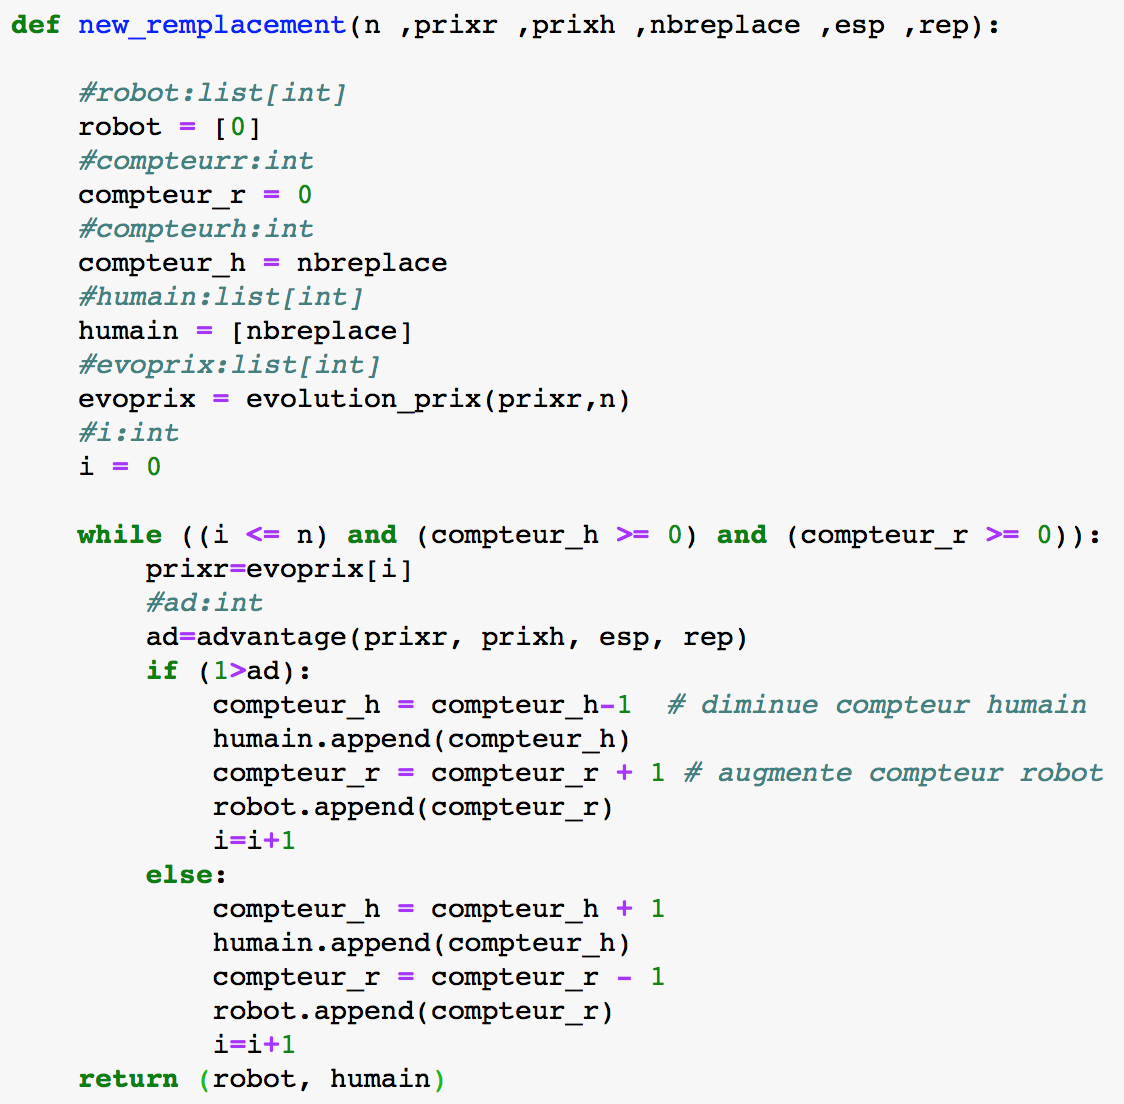 def new_remplacement(n ,prixr ,prixh ,nbreplace ,esp ,rep):
#robot:list[int]
robot = [0]
#compteurr:int
compteur_r = 0
#compteurh:int
compteur_h = nbreplace
#humain:list[int]
humain = [nbreplace]
#evoprix:list[int]
evoprix = evolution_prix(prixr,n)
#i:int
i = 0
while ((i <= n) and (compteur_h >= 0) and (compteur_r >= 0)):
prixr=evoprix[i]
#ad:int
ad=advantage(prixr, prixh, esp, rep)
if (1>ad):
compteur_h = compteur_h-1  # diminue compteur humain
humain.append(compteur_h)
compteur_r = compteur_r + 1 # augmente compteur robot
robot.append(compteur_r)
i=i+1
else:
compteur_h = compteur_h + 1
humain.append(compteur_h)
compteur_r = compteur_r - 1
robot.append(compteur_r)
i=i+1
return (robot, humain)